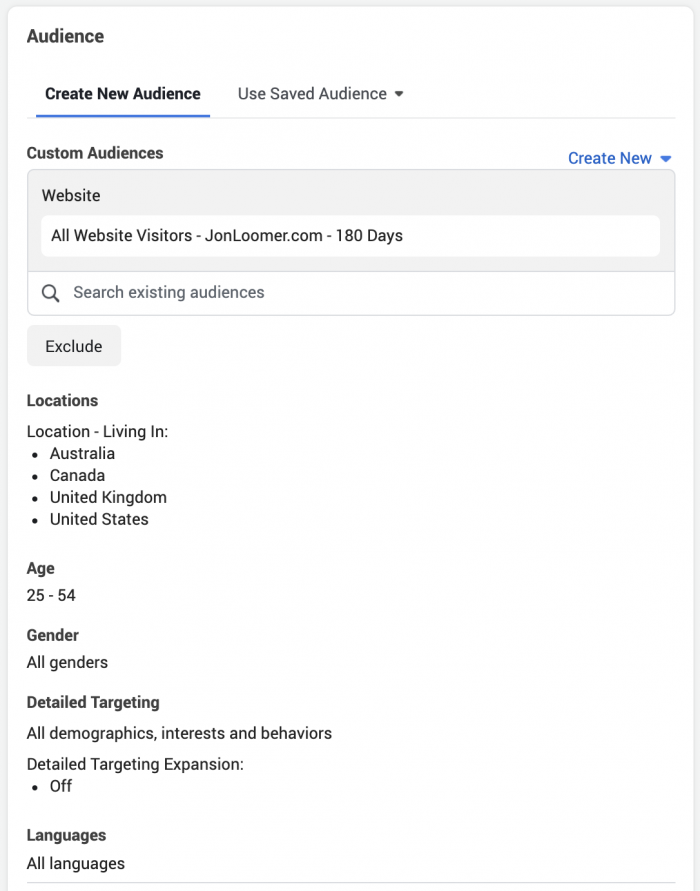 Audience
Create New Audience
Use Saved Audience
Custom Audiences
Create New
Website
All Website Visitors - JonLoomer.com - 180 Days
Search existing audiences
Exclude
Locations
Location - Living In:
• Australia
• Canada
• United Kingdom
• United States
Age
25 - 54
Gender
All genders
Detailed Targeting
All demographics, interests and behaviors
Detailed Targeting Expansion:
• Off
Languages
All languages